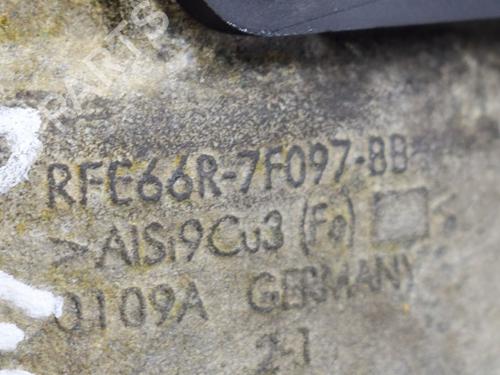 RFE66R-7F097-BB
>AlSi9Cu3 (Fe)
0109A GERMANY
2-1